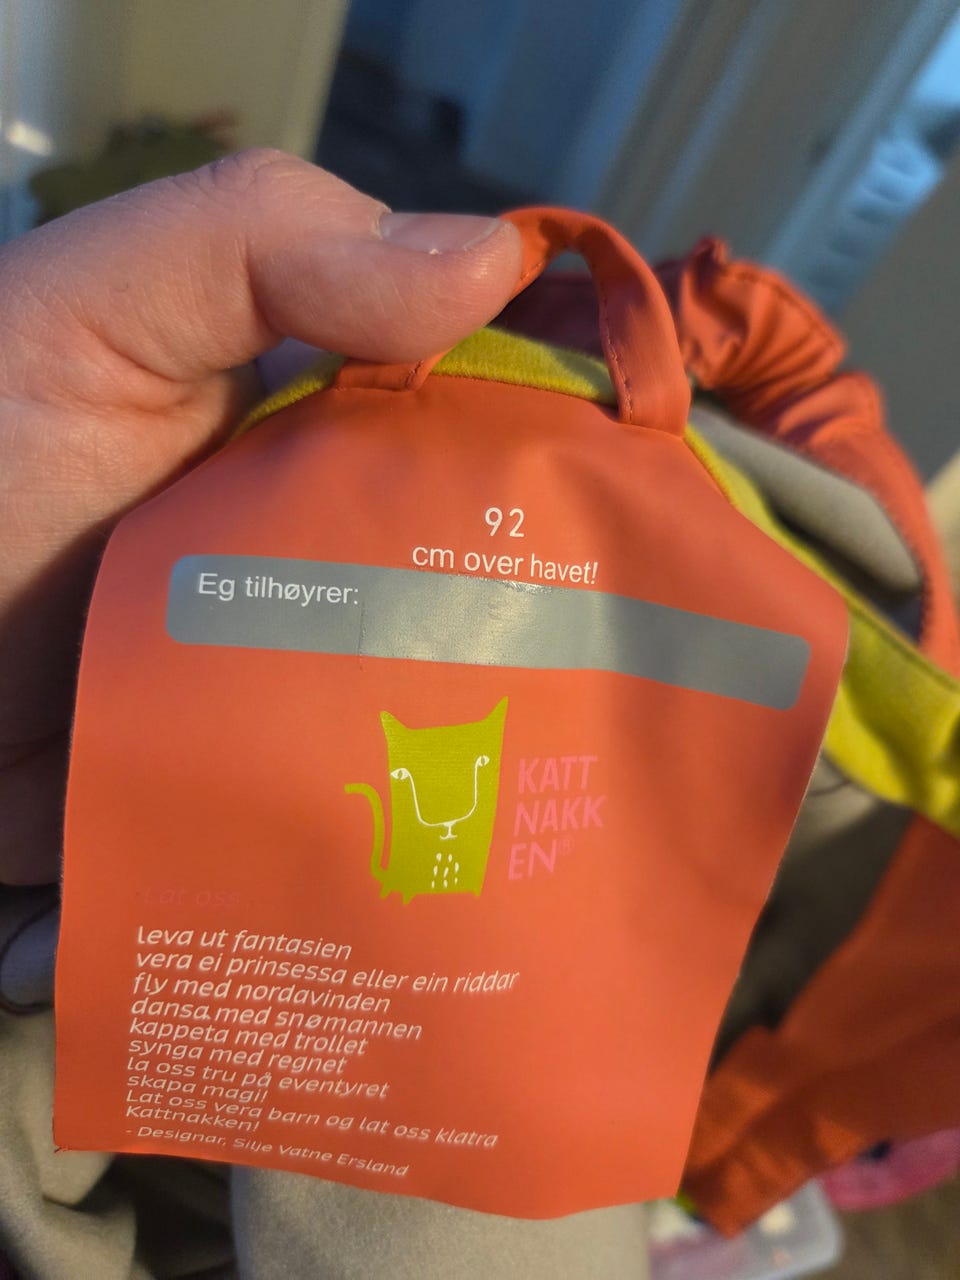 92
cm over havet!
Eg tilhøyrer:
KATT
NAKK
EN®
Lat oss
leva ut fantasien
vera ei prinsessa eller ein riddar
fly med nordavinden
dansa med snømannen
kappeta med trollet
synga med regnet
la oss tru på eventyret
skapa magi!
Lat oss vera barn og lat oss klatra
Kattnakken!
- Designar, Silje Vatne Ersland